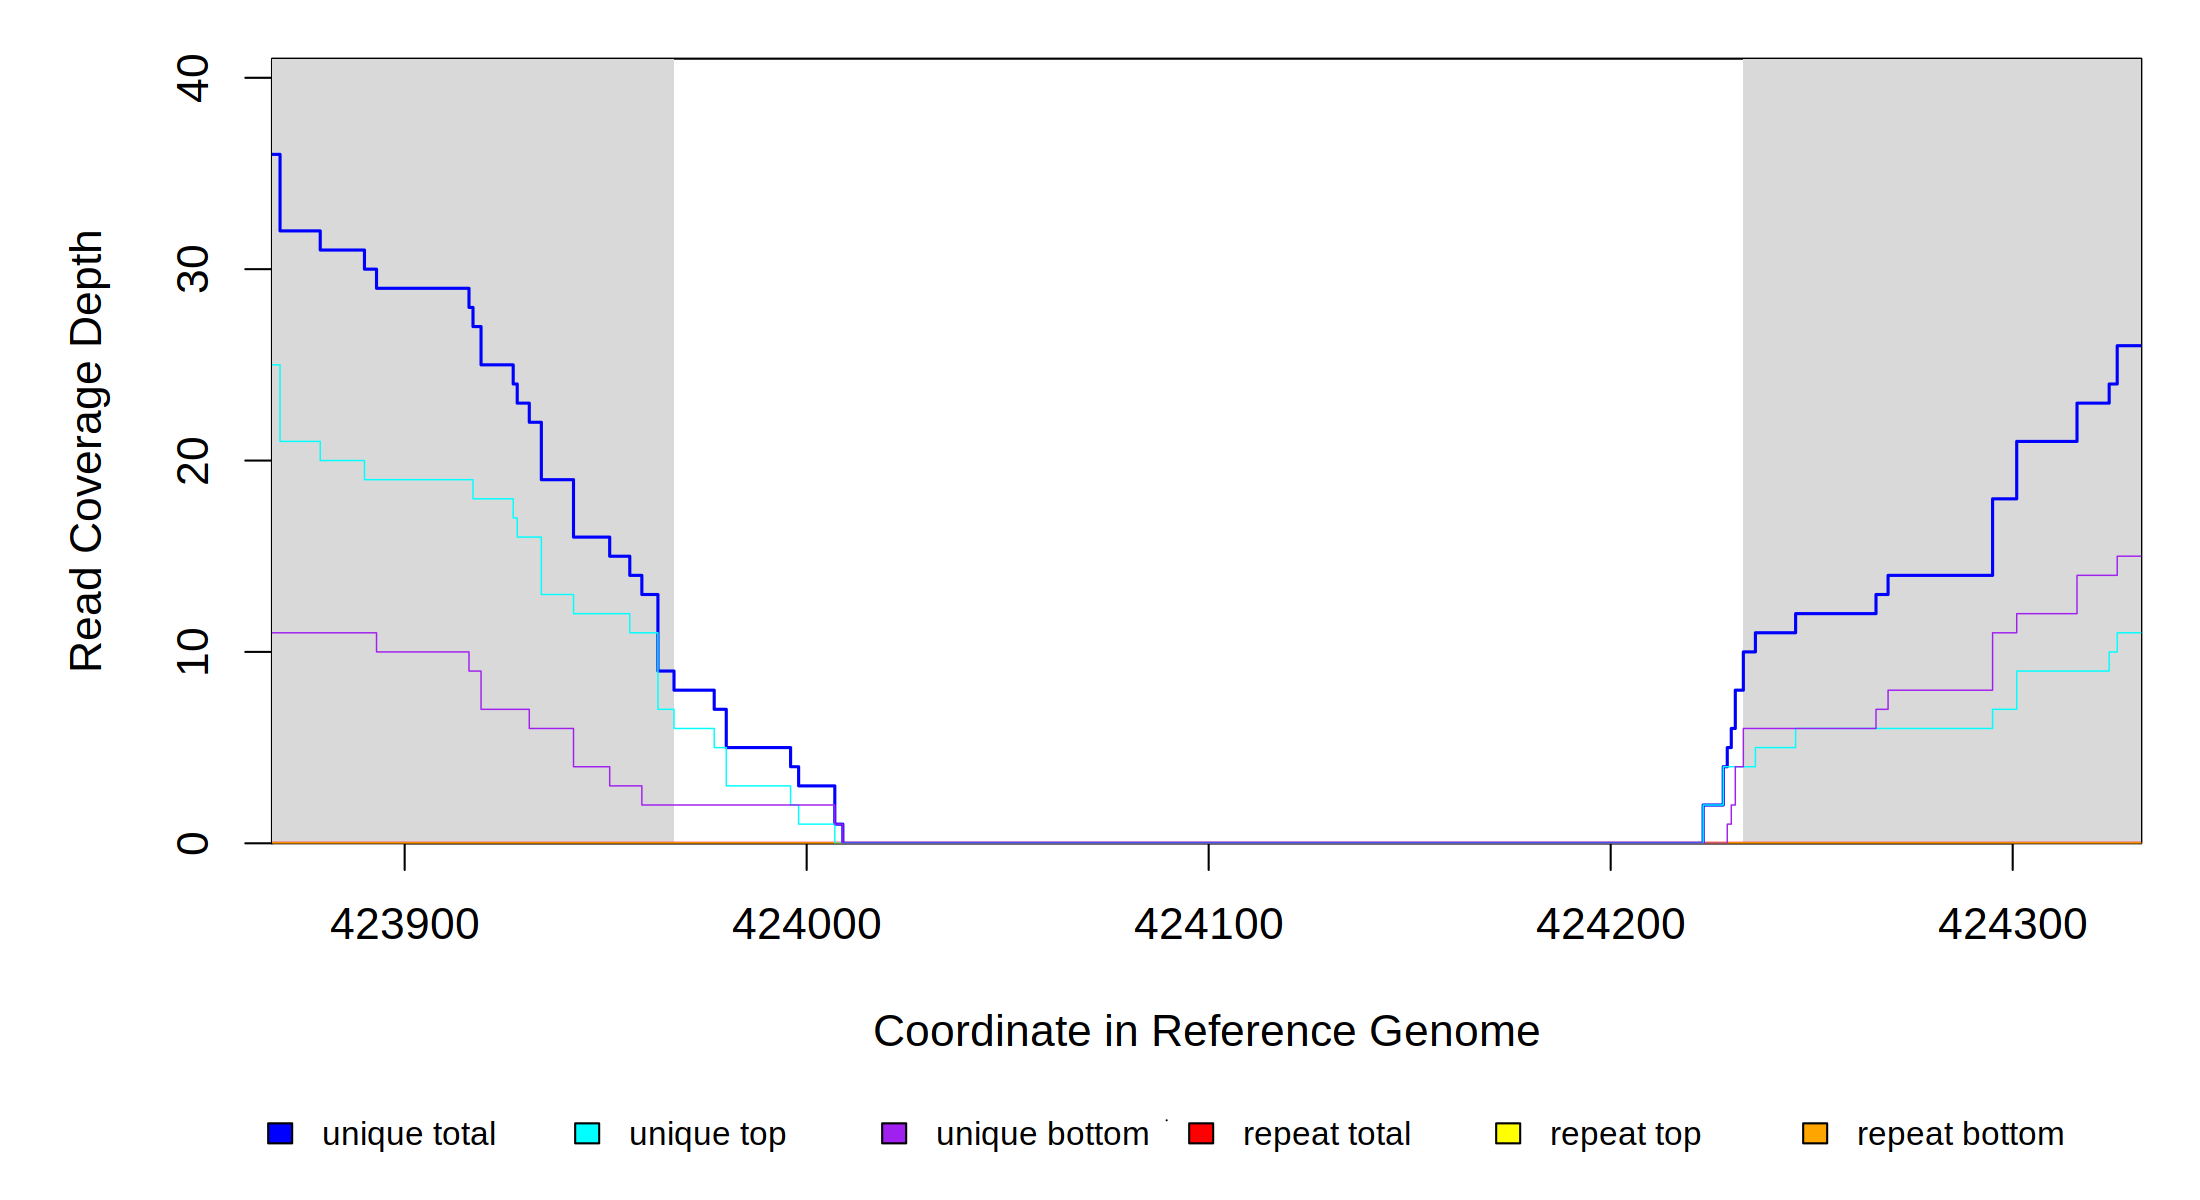 40
30
20
10
0
Read Coverage Depth
423900 424000 424100 424200 424300
Coordinate in Reference Genome
unique total unique top unique bottom repeat total repeat top repeat bottom